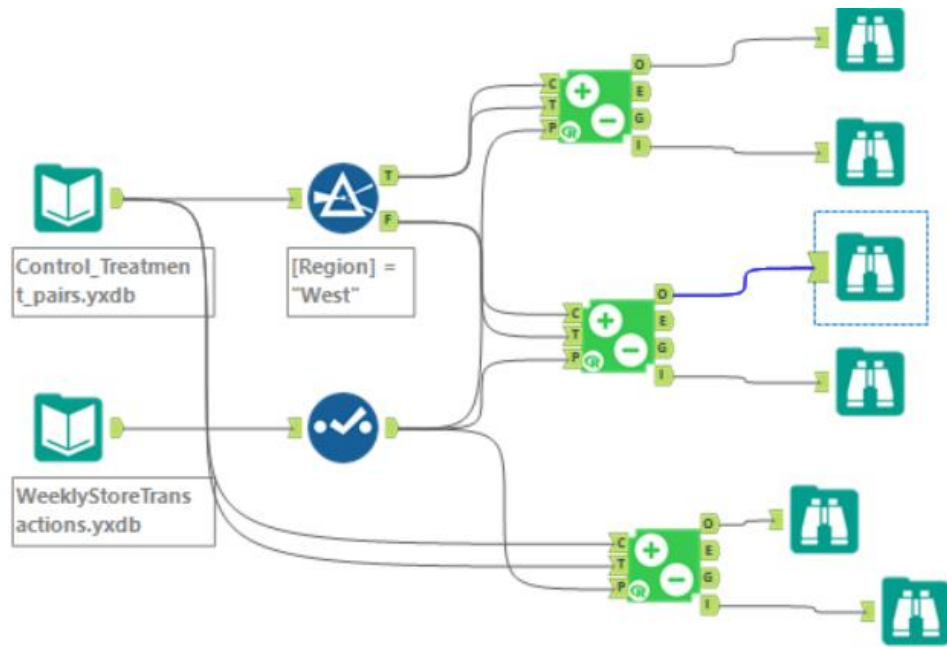 O
C
E
T
G
P
R
I
T
F
Control_Treatmen
t_pairs.yxdb
[Region] =
"West"
O
C
E
T
G
P
R
I
WeeklyStoreTrans
actions.yxdb
O
C
E
T
G
P
R
I